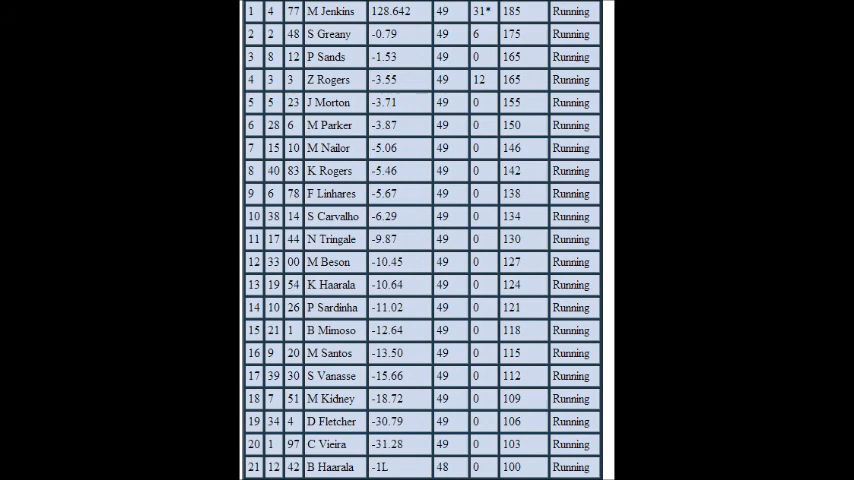 1 4 77 M Jenkins 128.642 49 31* 185 Running
2 2 48 S Greany -0.79 49 6 175 Running
3 8 12 P Sands -1.53 49 0 165 Running
4 3 3 Z Rogers -3.55 49 12 165 Running
5 5 23 J Morton -3.71 49 0 155 Running
6 28 6 M Parker -3.87 49 0 150 Running
7 15 10 M Nailor -5.06 49 0 146 Running
8 40 83 K Rogers -5.46 49 0 142 Running
9 6 78 F Linhares -5.67 49 0 138 Running
10 38 14 S Carvalho -6.29 49 0 134 Running
11 17 44 N Tringale -9.87 49 0 130 Running
12 33 00 M Beson -10.45 49 0 127 Running
13 19 54 K Haarala -10.64 49 0 124 Running
14 10 26 P Sardinha -11.02 49 0 121 Running
15 21 1 B Mimoso -12.64 49 0 118 Running
16 9 20 M Santos -13.50 49 0 115 Running
17 39 30 S Vanasse -15.66 49 0 112 Running
18 7 51 M Kidney -18.72 49 0 109 Running
19 34 4 D Fletcher -30.79 49 0 106 Running
20 1 97 C Vieira -31.28 49 0 103 Running
21 12 42 B Haarala -1L 48 0 100 Running